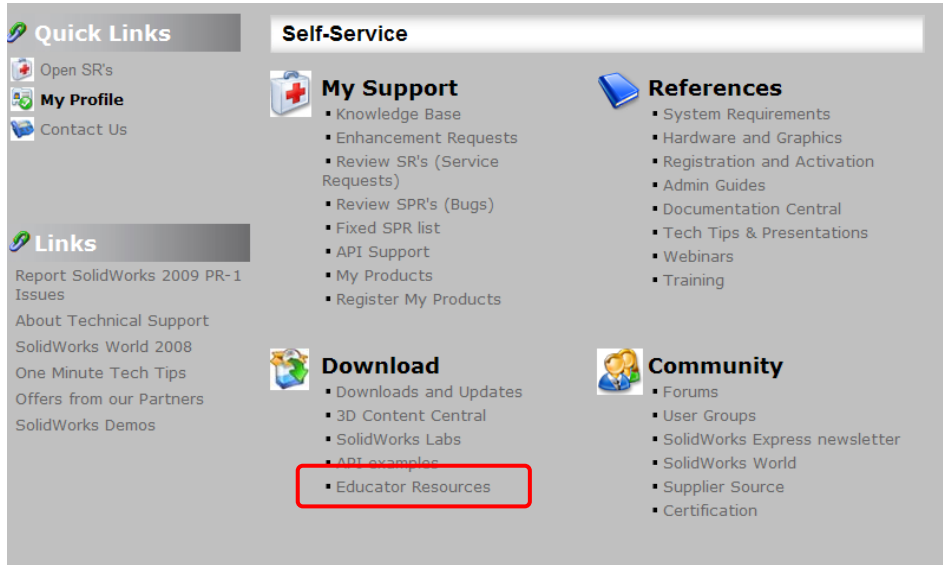 Quick Links
Open SR's
My Profile
Contact Us
Links
Report SolidWorks 2009 PR-1
Issues
About Technical Support
SolidWorks World 2008
One Minute Tech Tips
Offers from our Partners
SolidWorks Demos
Self-Service
My Support
Knowledge Base
Enhancement Requests
Review SR's (Service
Requests)
Review SPR's (Bugs)
Fixed SPR list
API Support
My Products
Register My Products
References
System Requirements
Hardware and Graphics
Registration and Activation
Admin Guides
Documentation Central
Tech Tips & Presentations
Webinars
Training
Download
Downloads and Updates
3D Content Central
SolidWorks Labs
API examples
Educator Resources
Community
Forums
User Groups
SolidWorks Express newsletter
SolidWorks World
Supplier Source
Certification